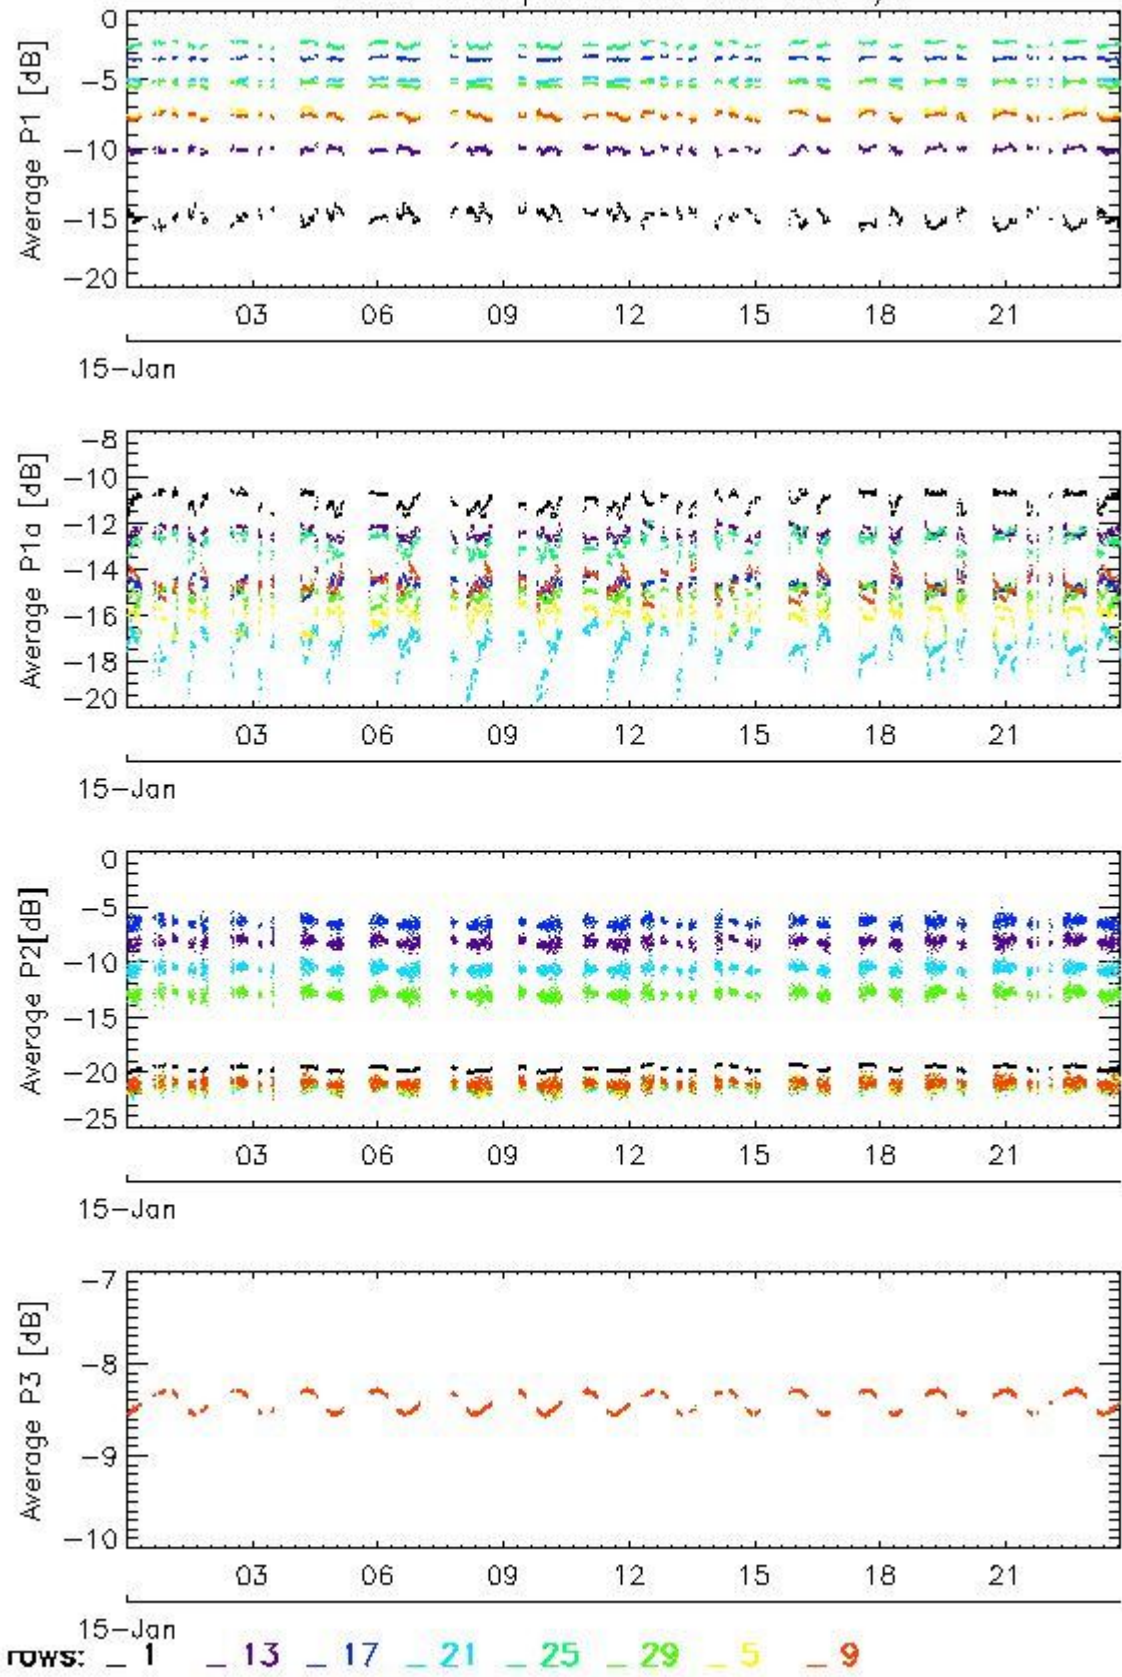 0
−5
−10
−15
−20
Average P1 [dB]
03 06 09 12 15 18 21
15−Jan
−8
−10
−12
−14
−16
−18
−20
Average P1a [dB]
03 06 09 12 15 18 21
15−Jan
0
−5
−10
−15
−20
−25
Average P2[dB]
03 06 09 12 15 18 21
15−Jan
−7
−8
−9
−10
Average P3 [dB]
03 06 09 12 15 18 21
15−Jan
rows: _ 1 _ 13 _ 17 _ 21 _ 25 _ 29 _ 5 _ 9